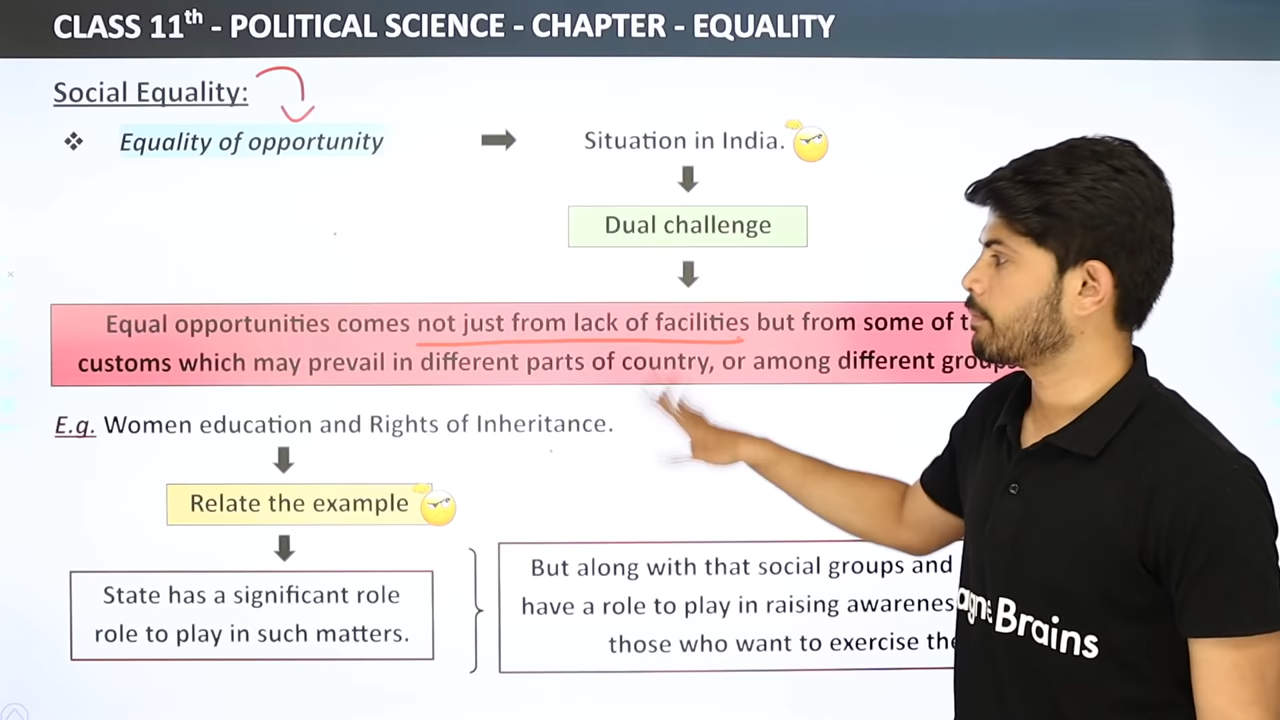 CLASS 11th - POLITICAL SCIENCE - CHAPTER - EQUALITY
Social Equality:
Equality of opportunity
Situation in India.
Dual challenge
Equal opportunities comes not just from lack of facilities but from some of
customs which may prevail in different parts of country, or among different groups
E.g. Women education and Rights of Inheritance.
Relate the example
State has a significant role
role to play in such matters.
But along with that social groups and
have a role to play in raising
those who want to exercise
Brains